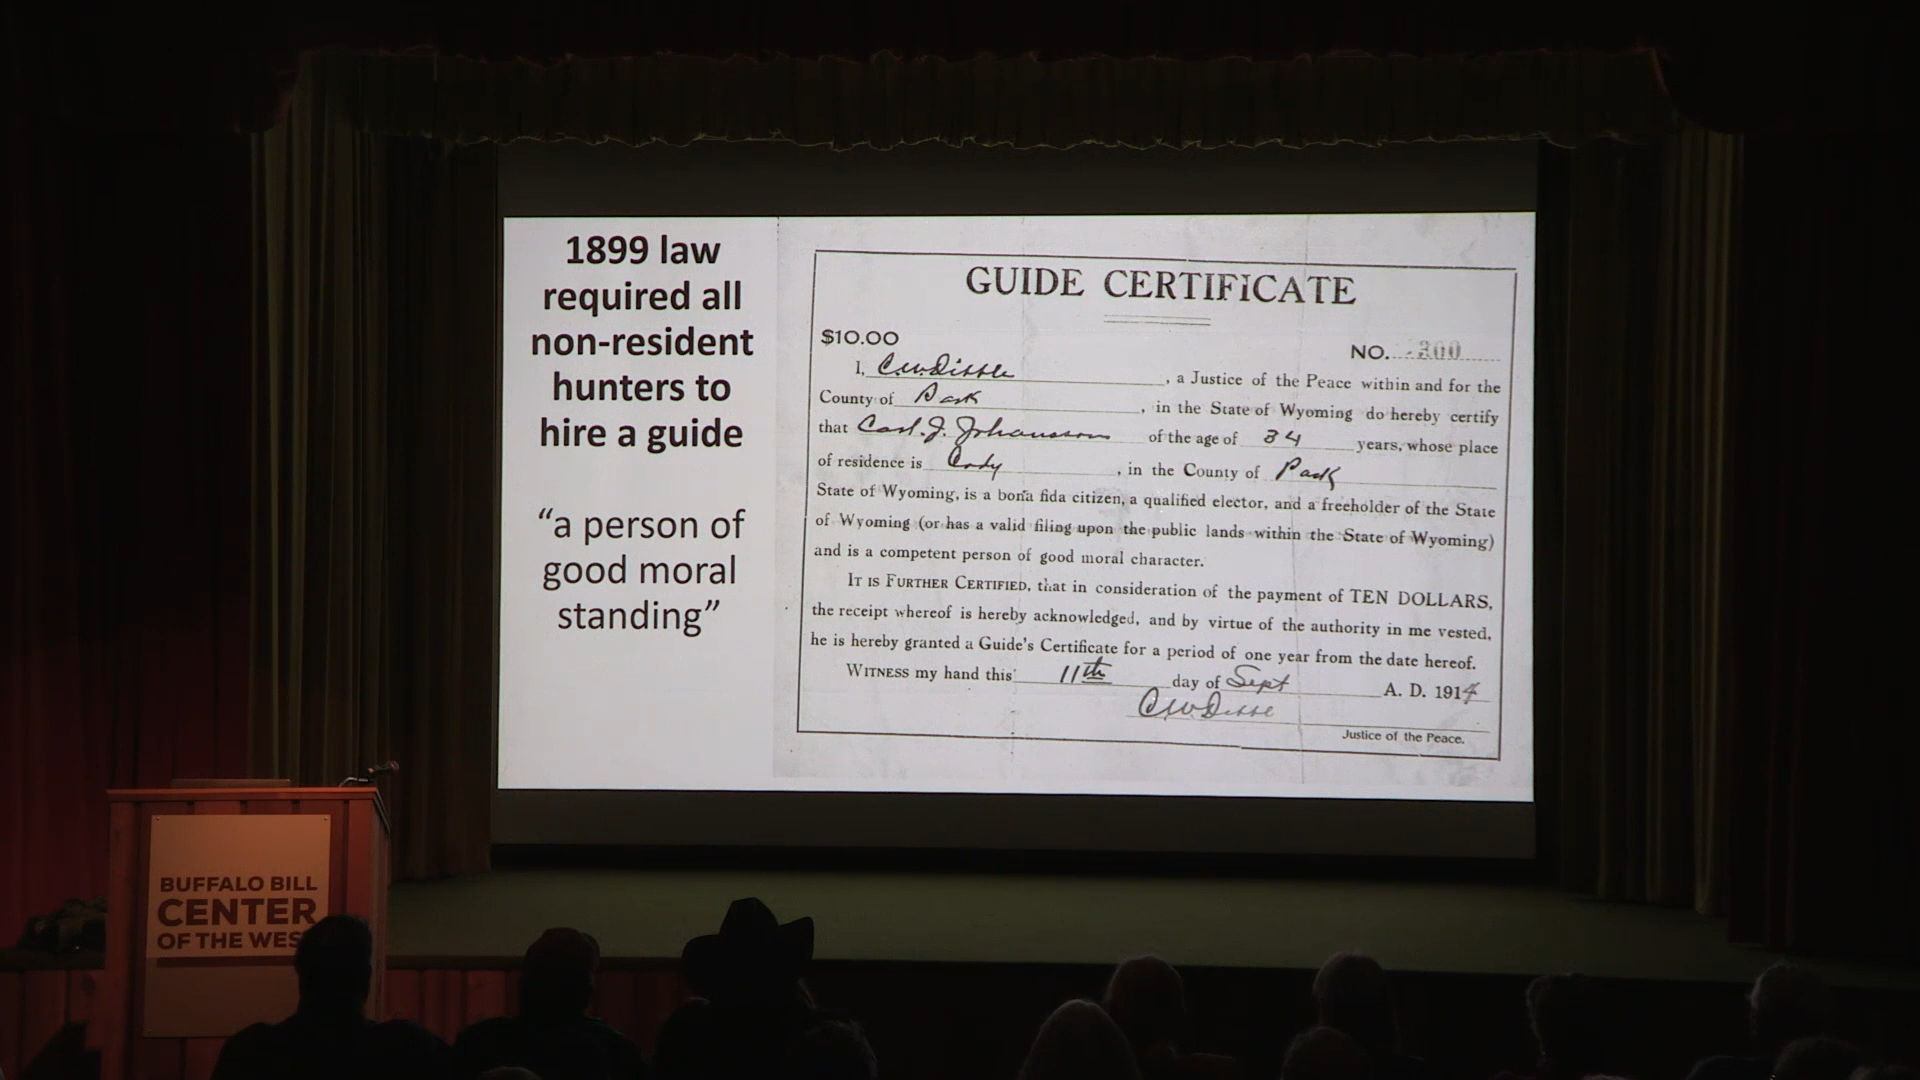 1899 law
required all
non-resident
hunters to
hire a guide
“a person of
good moral
standing”
GUIDE CERTIFICATE
$10.00
NO. 300
I, , a Justice of the Peace within and for the
County of Park, in the State of Wyoming do hereby certify
that Carl. J. Johansson of the age of 34 years, whose place
of residence is Cody, in the County of Park
State of Wyoming, is a bona fida citizen, a qualified elector, and a freeholder of the State
of Wyoming (or has a valid filing upon the public lands within the State of Wyoming)
and is a competent person of good moral character.
IT IS FURTHER CERTIFIED, that in consideration of the payment of TEN DOLLARS,
the receipt whereof is hereby acknowledged, and by virtue of the authority in me vested,
he is hereby granted a Guide's Certificate for a period of one year from the date hereof.
WITNESS my hand this 11th day of Sept A. D. 1914
Justice of the Peace.
BUFFALO BILL
CENTER
OF THE WES